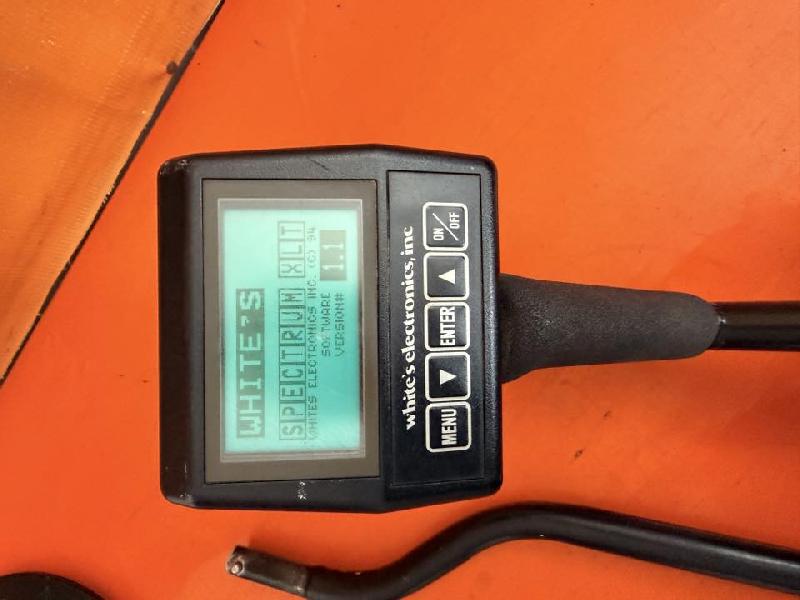 WHITE'S
SPECTRUM XLT
WHITES ELECTRONICS INC. (C) 94
SOFTWARE
VERSION# 1.1
white's electronics, inc
MENU ▼ ENTER ▲ ON/OFF